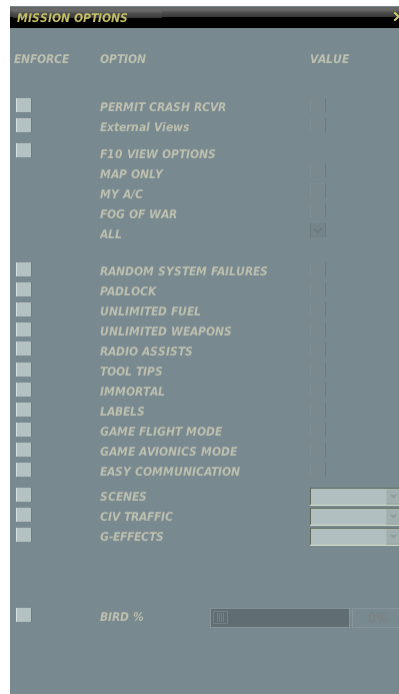 MISSION OPTIONS
ENFORCE OPTION VALUE
PERMIT CRASH RCVR
External Views
F10 VIEW OPTIONS
MAP ONLY
MY A/C
FOG OF WAR
ALL
RANDOM SYSTEM FAILURES
PADLOCK
UNLIMITED FUEL
UNLIMITED WEAPONS
RADIO ASSISTS
TOOL TIPS
IMMORTAL
LABELS
GAME FLIGHT MODE
GAME AVIONICS MODE
EASY COMMUNICATION
SCENES
CIV TRAFFIC
G-EFFECTS
BIRD % 0%